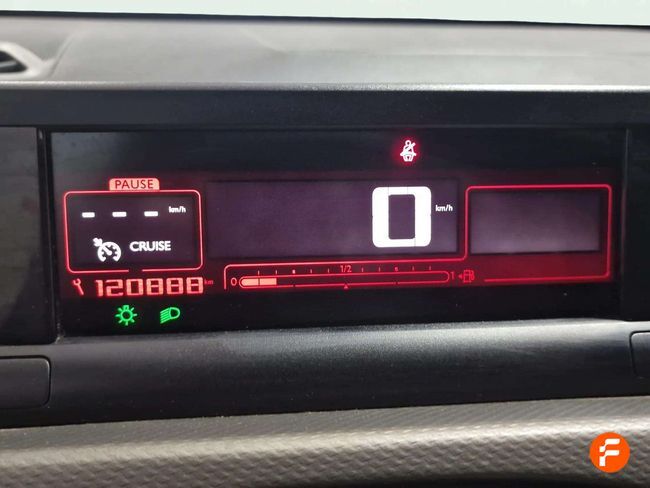 PAUSE
--- km/h
CRUISE
0 km/h
120888 km
0 1/2 1